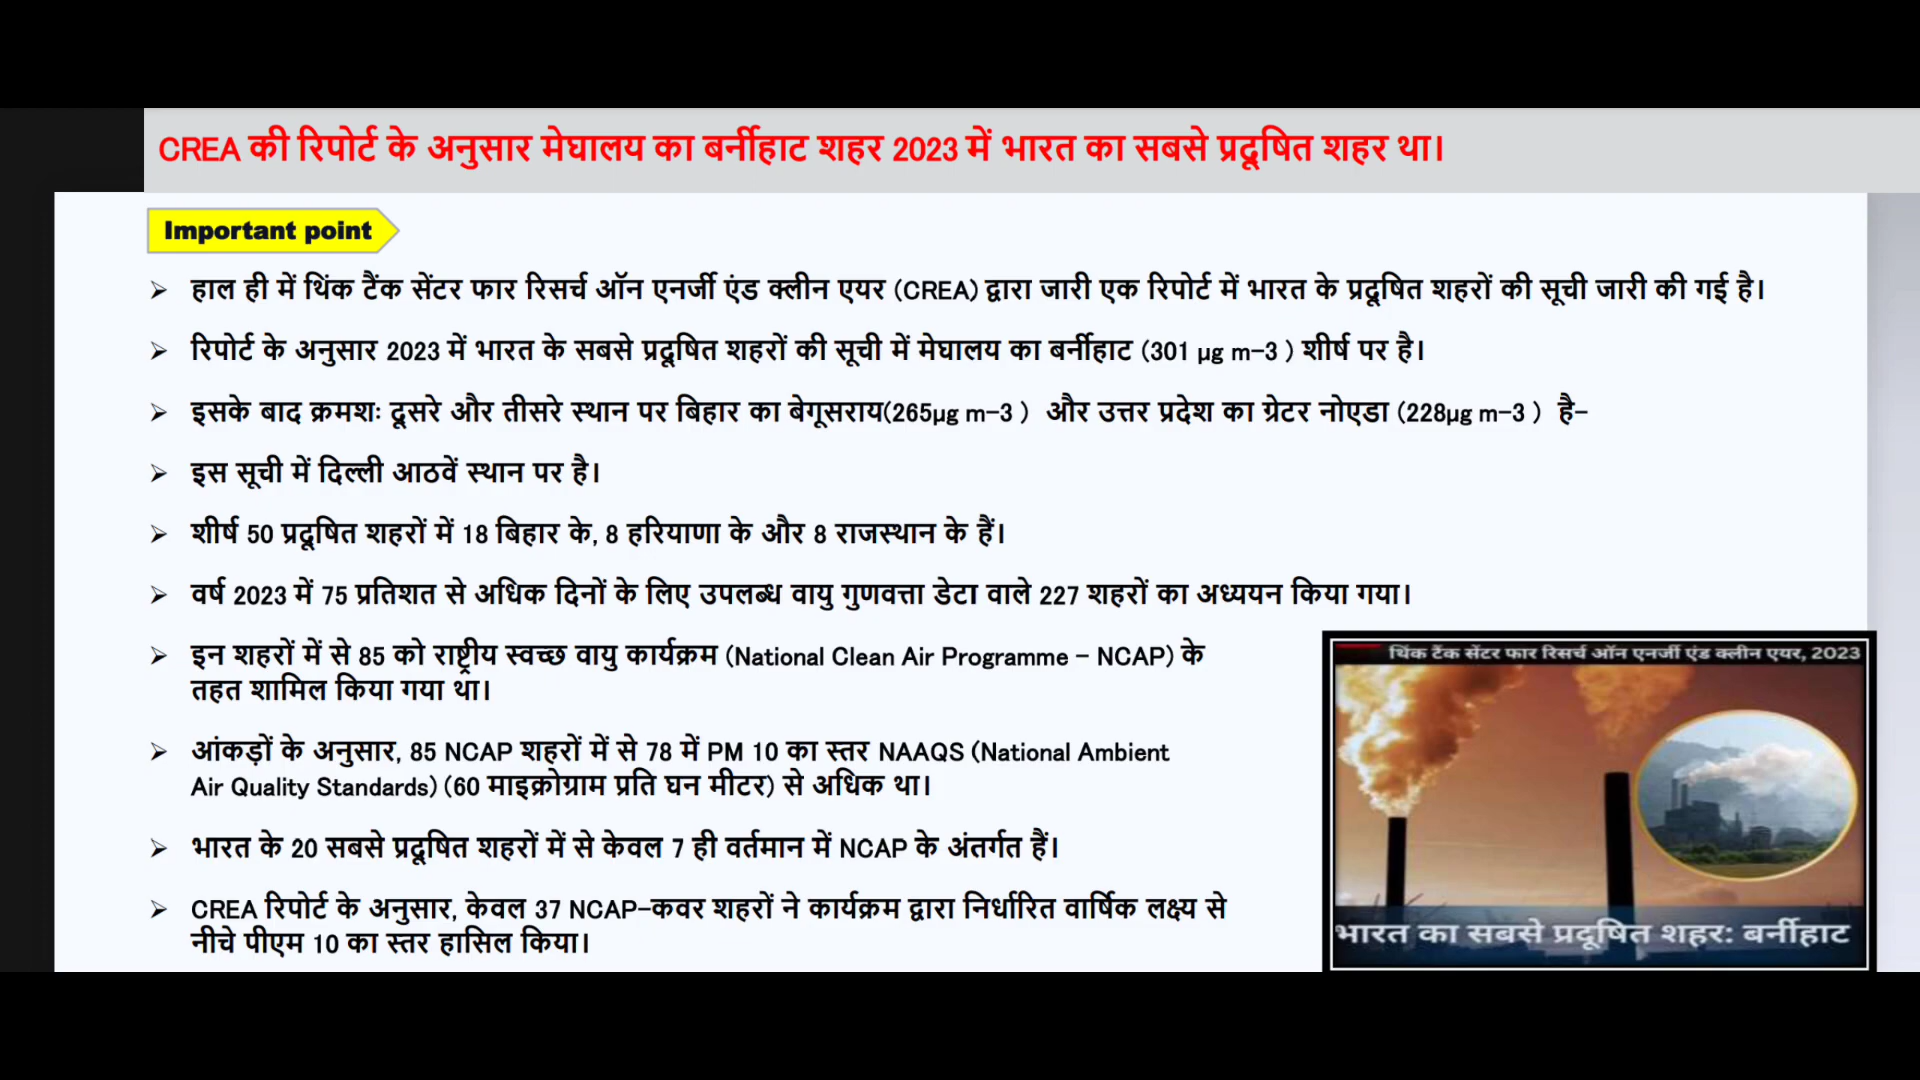 CREA की रिपोर्ट के अनुसार मेघालय का बर्नीहाट शहर 2023 में भारत का सबसे प्रदूषित शहर था।
Important point
➢ हाल ही में थिंक टैंक सेंटर फार रिसर्च ऑन एनर्जी एंड क्लीन एयर (CREA) द्वारा जारी एक रिपोर्ट में भारत के प्रदूषित शहरों की सूची जारी की गई है।
➢ रिपोर्ट के अनुसार 2023 में भारत के सबसे प्रदूषित शहरों की सूची में मेघालय का बर्नीहाट (301 µg m-3 ) शीर्ष पर है।
➢ इसके बाद क्रमशः दूसरे और तीसरे स्थान पर बिहार का बेगूसराय(265µg m-3 ) और उत्तर प्रदेश का ग्रेटर नोएडा (228µg m-3 ) है-
➢ इस सूची में दिल्ली आठवें स्थान पर है।
➢ शीर्ष 50 प्रदूषित शहरों में 18 बिहार के, 8 हरियाणा के और 8 राजस्थान के हैं।
➢ वर्ष 2023 में 75 प्रतिशत से अधिक दिनों के लिए उपलब्ध वायु गुणवत्ता डेटा वाले 227 शहरों का अध्ययन किया गया।
➢ इन शहरों में से 85 को राष्ट्रीय स्वच्छ वायु कार्यक्रम (National Clean Air Programme - NCAP) के
तहत शामिल किया गया था।
➢ आंकड़ों के अनुसार, 85 NCAP शहरों में से 78 में PM 10 का स्तर NAAQS (National Ambient
Air Quality Standards) (60 माइक्रोग्राम प्रति घन मीटर) से अधिक था।
➢ भारत के 20 सबसे प्रदूषित शहरों में से केवल 7 ही वर्तमान में NCAP के अंतर्गत हैं।
➢ CREA रिपोर्ट के अनुसार, केवल 37 NCAP-कवर शहरों ने कार्यक्रम द्वारा निर्धारित वार्षिक लक्ष्य से
नीचे पीएम 10 का स्तर हासिल किया।
थिंक टैंक सेंटर फार रिसर्च ऑन एनर्जी एंड क्लीन एयर, 2023
भारत का सबसे प्रदूषित शहर: बर्नीहाट